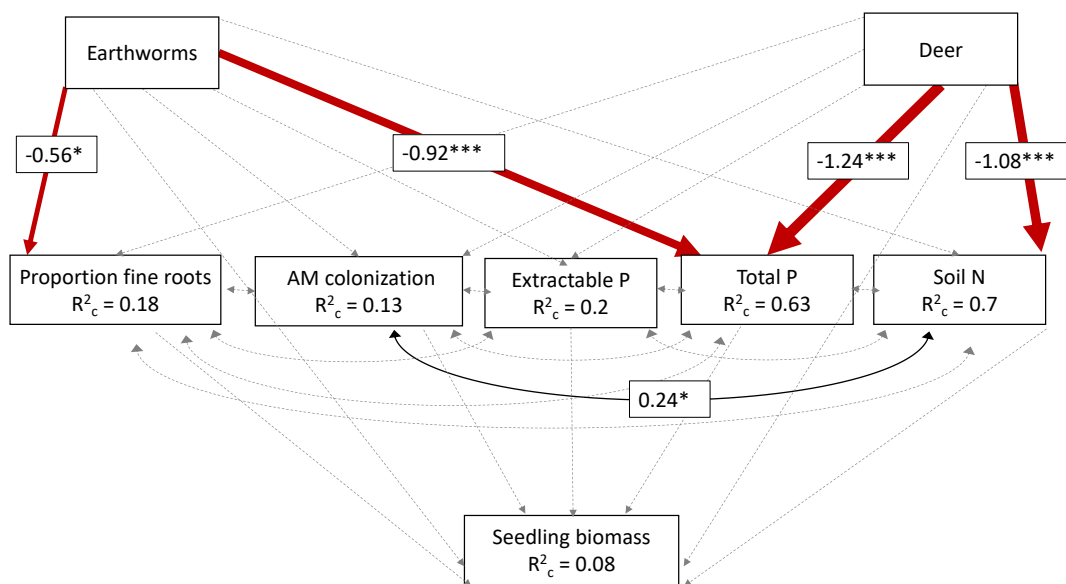 Earthworms
Deer
-0.56*
-0.92***
-1.24***
-1.08***
Proportion fine roots
R²c = 0.18
AM colonization
R²c = 0.13
Extractable P
R²c = 0.2
Total P
R²c = 0.63
Soil N
R²c = 0.7
0.24*
Seedling biomass
R²c = 0.08